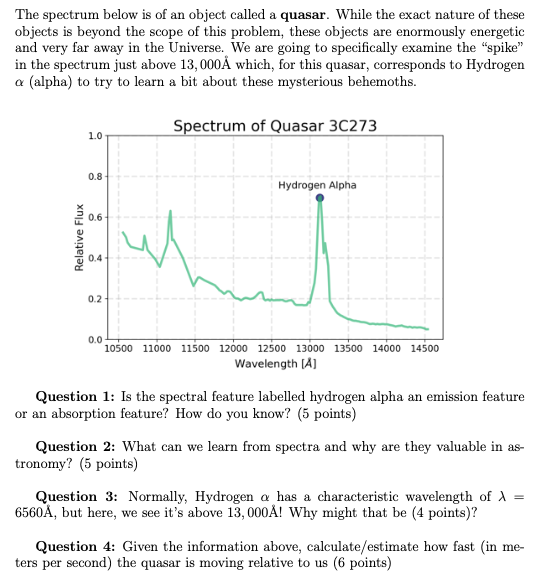 The spectrum below is of an object called a quasar. While the exact nature of these
objects is beyond the scope of this problem, these objects are enormously energetic
and very far away in the Universe. We are going to specifically examine the “spike”
in the spectrum just above 13,000Å which, for this quasar, corresponds to Hydrogen
α (alpha) to try to learn a bit about these mysterious behemoths.
Spectrum of Quasar 3C273
1.0
0.8
0.6
0.4
0.2
0.0
Relative Flux
Hydrogen Alpha
10500 11000 11500 12000 12500 13000 13500 14000 14500
Wavelength [Å]
Question 1: Is the spectral feature labelled hydrogen alpha an emission feature
or an absorption feature? How do you know? (5 points)
Question 2: What can we learn from spectra and why are they valuable in as-
tronomy? (5 points)
Question 3: Normally, Hydrogen α has a characteristic wavelength of λ =
6560Å, but here, we see it’s above 13,000Å! Why might that be (4 points)?
Question 4: Given the information above, calculate/estimate how fast (in me-
ters per second) the quasar is moving relative to us (6 points)